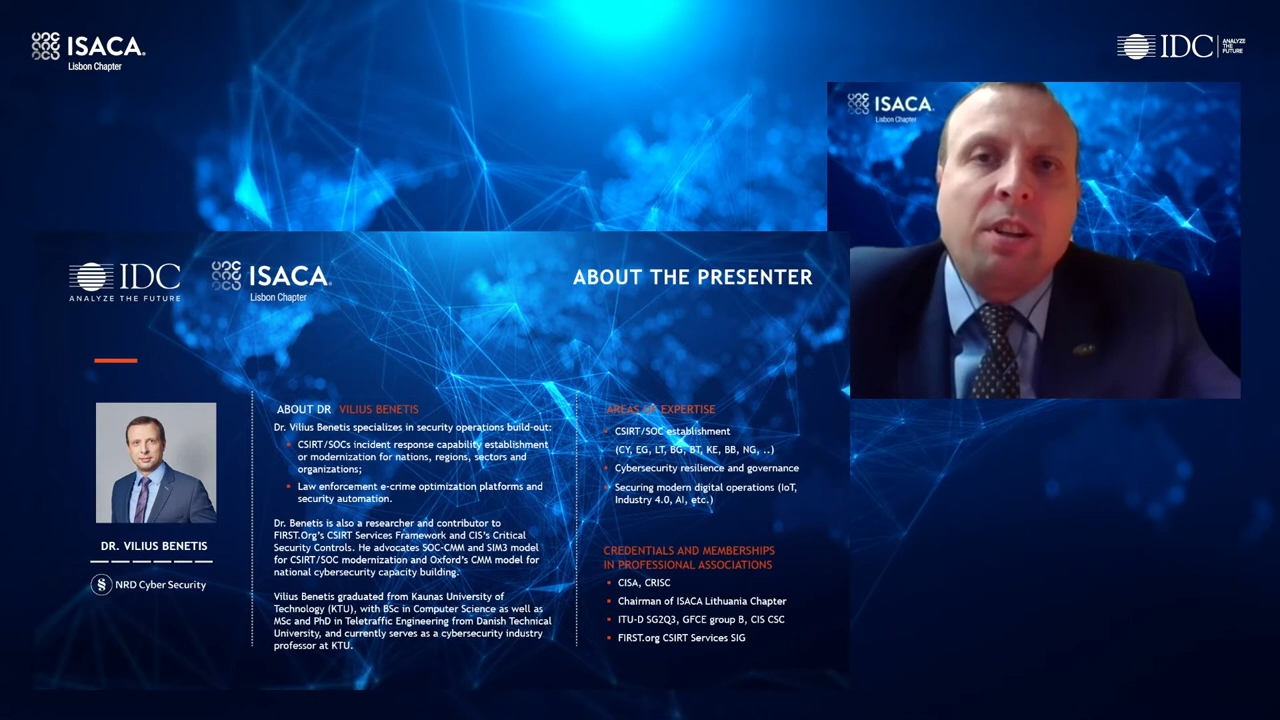 ISACA.
Lisbon Chapter
IDC
ANALYZE
THE
FUTURE
ISACA.
Lisbon Chapter
IDC
ANALYZE THE FUTURE
ISACA.
Lisbon Chapter
ABOUT THE PRESENTER
DR. VILIUS BENETIS
NRD Cyber Security
ABOUT DR VILIUS BENETIS
Dr. Vilius Benetis specializes in security operations build-out:
CSIRT/SOCs incident response capability establishment
or modernization for nations, regions, sectors and
organizations;
Law enforcement e-crime optimization platforms and
security automation.
Dr. Benetis is also a researcher and contributor to
FIRST.Org's CSIRT Services Framework and CIS's Critical
Security Controls. He advocates SOC-CMM and SIM3 model
for CSIRT/SOC modernization and Oxford's CMM model for
national cybersecurity capacity building.
Vilius Benetis graduated from Kaunas University of
Technology (KTU), with BSc in Computer Science as well as
MSc and PhD in Teletraffic Engineering from Danish Technical
University, and currently serves as a cybersecurity industry
professor at KTU.
AREAS OF EXPERTISE
CSIRT/SOC establishment
(CY, EG, LT, BG, BT, KE, BB, NG, ..)
Cybersecurity resilience and governance
Securing modern digital operations (IoT,
Industry 4.0, AI, etc.)
CREDENTIALS AND MEMBERSHIPS
IN PROFESSIONAL ASSOCIATIONS
CISA, CRISC
Chairman of ISACA Lithuania Chapter
ITU-D SG2Q3, GFCE group B, CIS CSC
FIRST.org CSIRT Services SIG